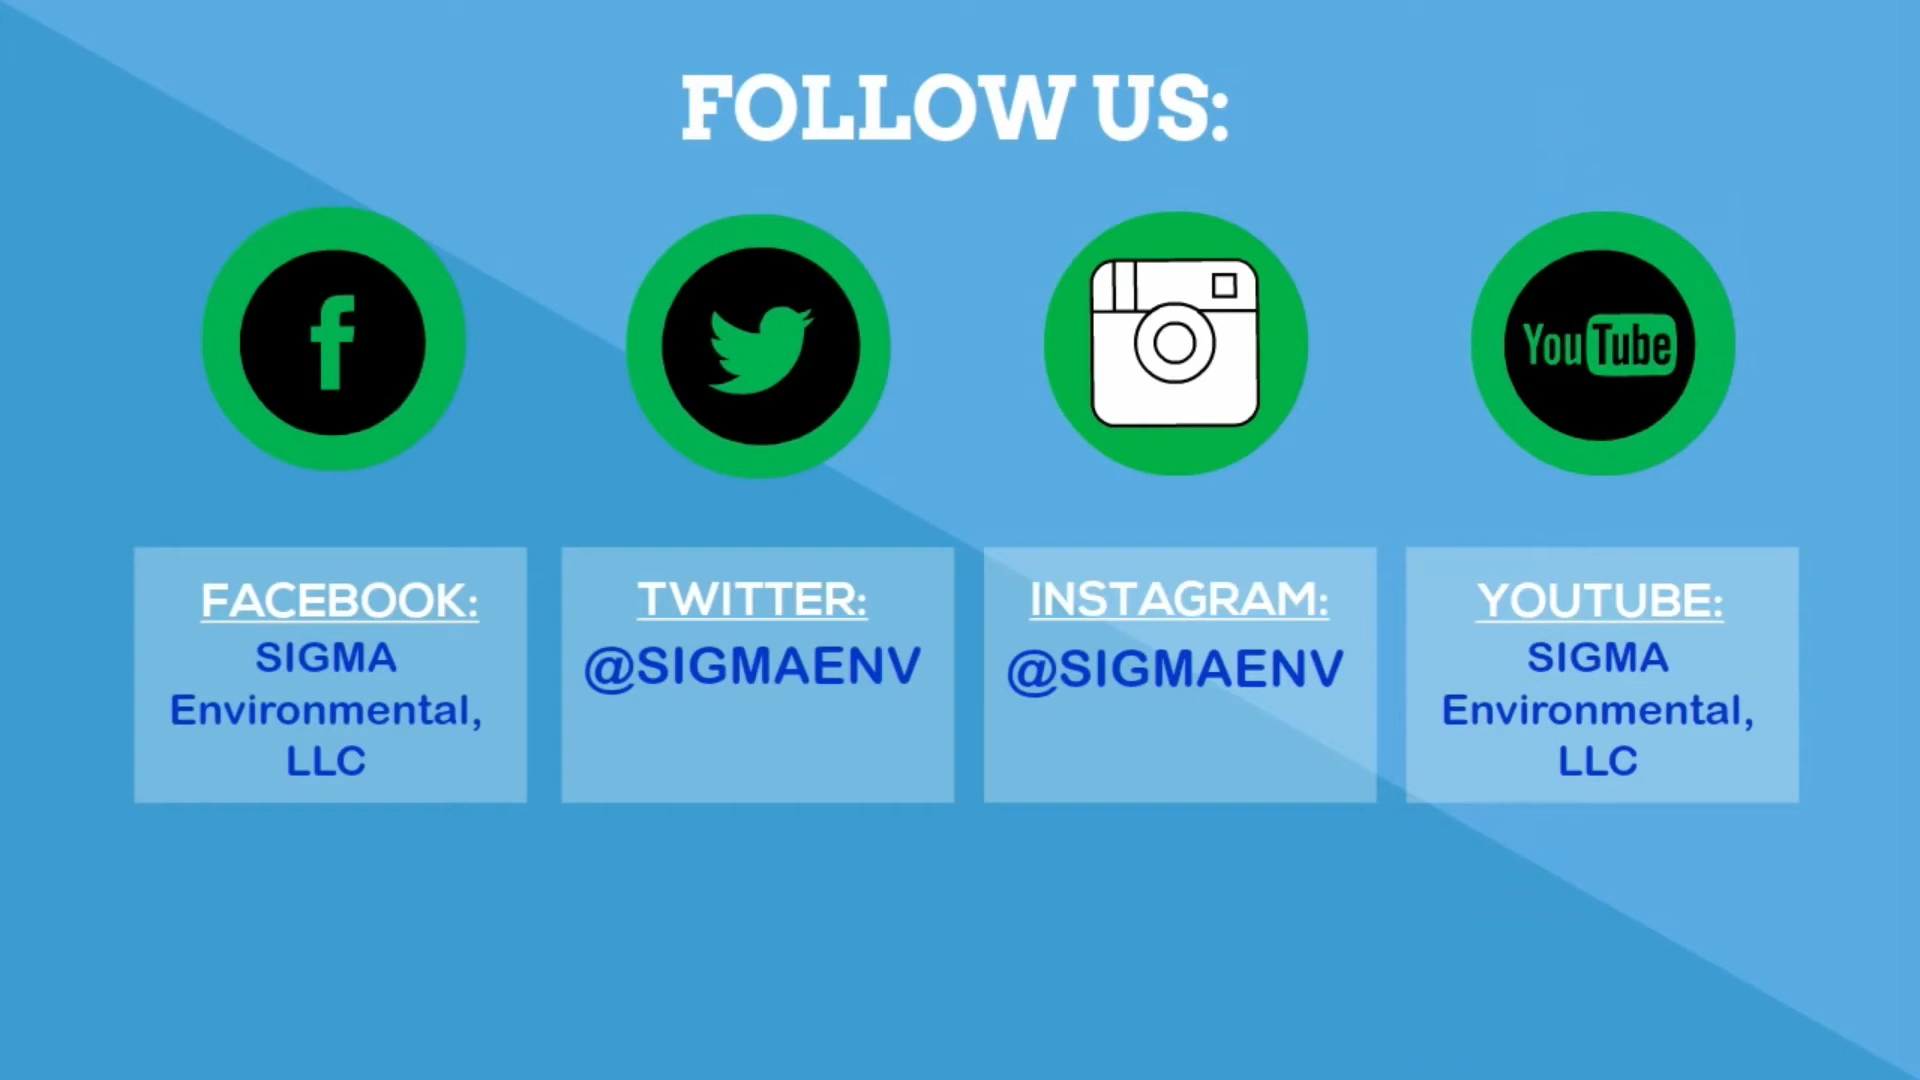 FOLLOW US:
f
You Tube
FACEBOOK:
SIGMA
Environmental,
LLC
TWITTER:
@SIGMAENV
INSTAGRAM:
@SIGMAENV
YOUTUBE:
SIGMA
Environmental,
LLC